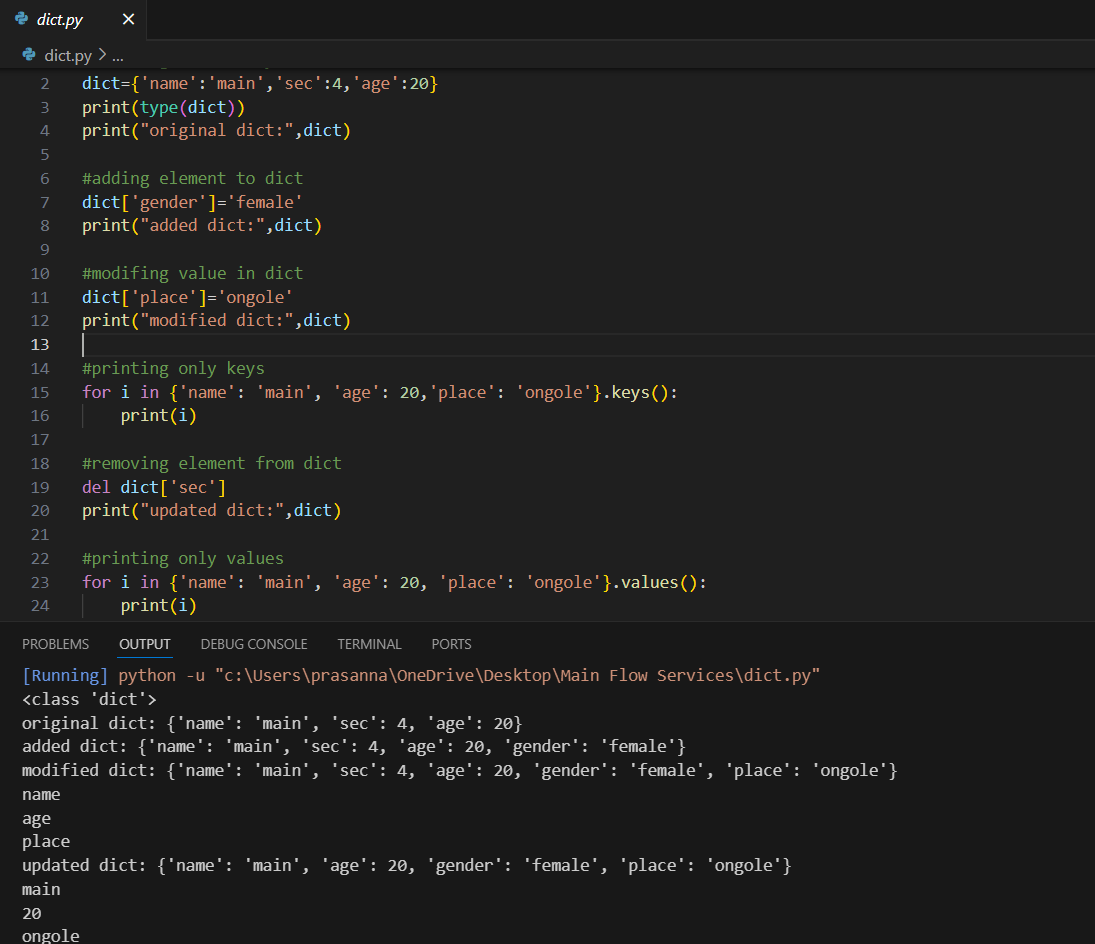 dict.py ×
dict.py > ...
2 dict={'name':'main','sec':4,'age':20}
3 print(type(dict))
4 print("original dict:",dict)
5
6 #adding element to dict
7 dict['gender']='female'
8 print("added dict:",dict)
9
10 #modifing value in dict
11 dict['place']='ongole'
12 print("modified dict:",dict)
13
14 #printing only keys
15 for i in {'name': 'main', 'age': 20,'place': 'ongole'}.keys():
16     print(i)
17
18 #removing element from dict
19 del dict['sec']
20 print("updated dict:",dict)
21
22 #printing only values
23 for i in {'name': 'main', 'age': 20, 'place': 'ongole'}.values():
24     print(i)
PROBLEMS OUTPUT DEBUG CONSOLE TERMINAL PORTS
[Running] python -u "c:\Users\prasanna\OneDrive\Desktop\Main Flow Services\dict.py"
<class 'dict'>
original dict: {'name': 'main', 'sec': 4, 'age': 20}
added dict: {'name': 'main', 'sec': 4, 'age': 20, 'gender': 'female'}
modified dict: {'name': 'main', 'sec': 4, 'age': 20, 'gender': 'female', 'place': 'ongole'}
name
age
place
updated dict: {'name': 'main', 'age': 20, 'gender': 'female', 'place': 'ongole'}
main
20
ongole